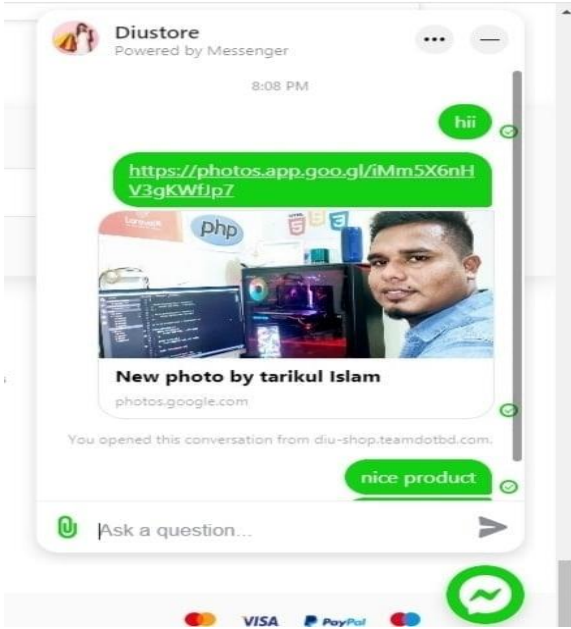 Diustore
Powered by Messenger
8:08 PM
hii
https://photos.app.goo.gl/iMm5X6nH
V3gKWfJp7
php
HTML
New photo by tarikul Islam
photos.google.com
You opened this conversation from diu-shop.teamdotbd.com.
nice product
Ask a question...
VISA
PayPal